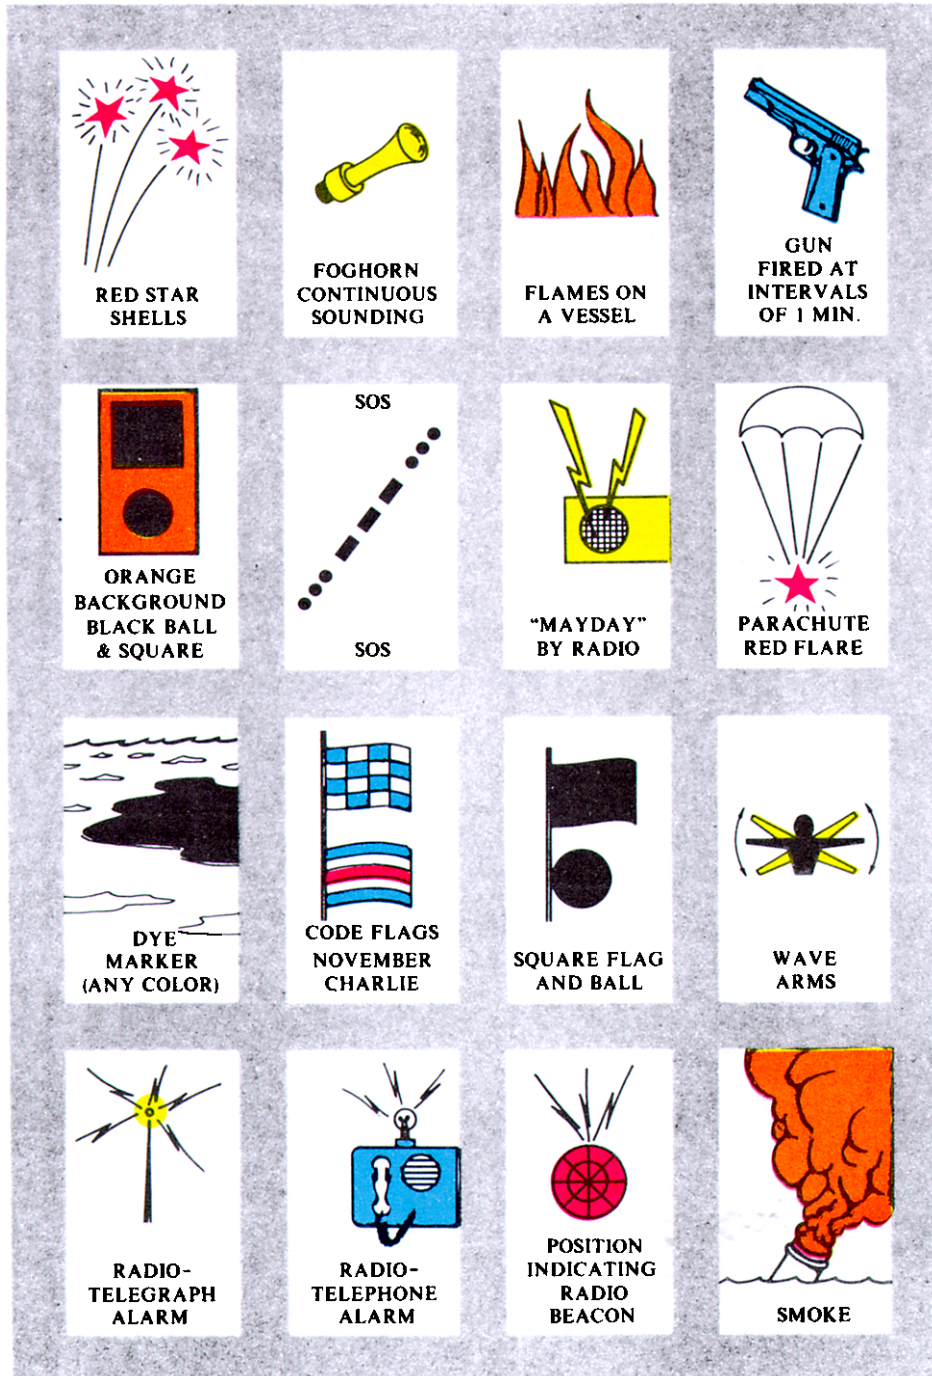 RED STAR
SHELLS
FOGHORN
CONTINUOUS
SOUNDING
FLAMES ON
A VESSEL
GUN
FIRED AT
INTERVALS
OF 1 MIN.
ORANGE
BACKGROUND
BLACK BALL
& SQUARE
SOS
SOS
"MAYDAY"
BY RADIO
PARACHUTE
RED FLARE
DYE
MARKER
(ANY COLOR)
CODE FLAGS
NOVEMBER
CHARLIE
SQUARE FLAG
AND BALL
WAVE
ARMS
RADIO-
TELEGRAPH
ALARM
RADIO-
TELEPHONE
ALARM
POSITION
INDICATING
RADIO
BEACON
SMOKE